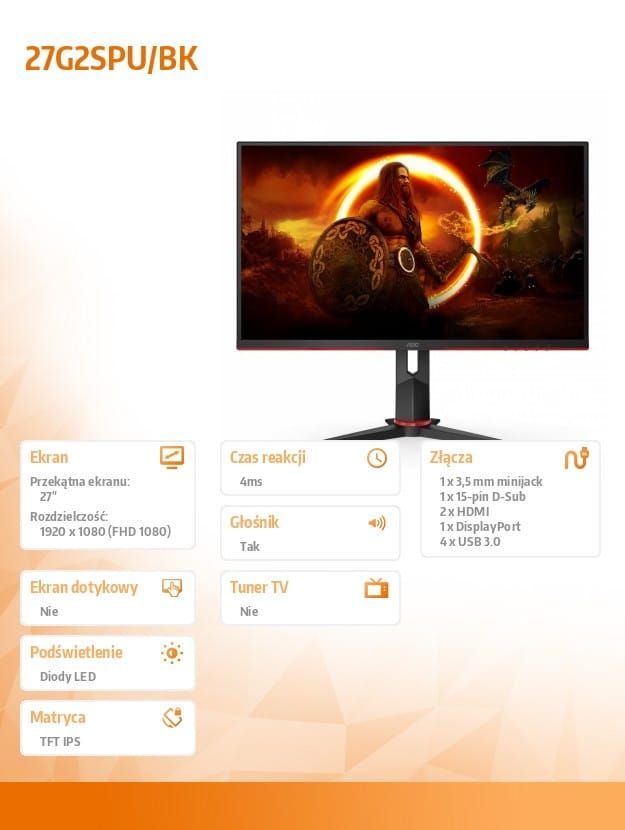 27G2SPU/BK
AOC
Ekran
Przekątna ekranu:
27"
Rozdzielczość:
1920 x 1080 (FHD 1080)
Czas reakcji
4ms
Głośnik
Tak
Złącza
1 x 3,5 mm minijack
1 x 15-pin D-Sub
2 x HDMI
1 x DisplayPort
4 x USB 3.0
Ekran dotykowy
Nie
Tuner TV
Nie
Podświetlenie
Diody LED
Matryca
TFT IPS